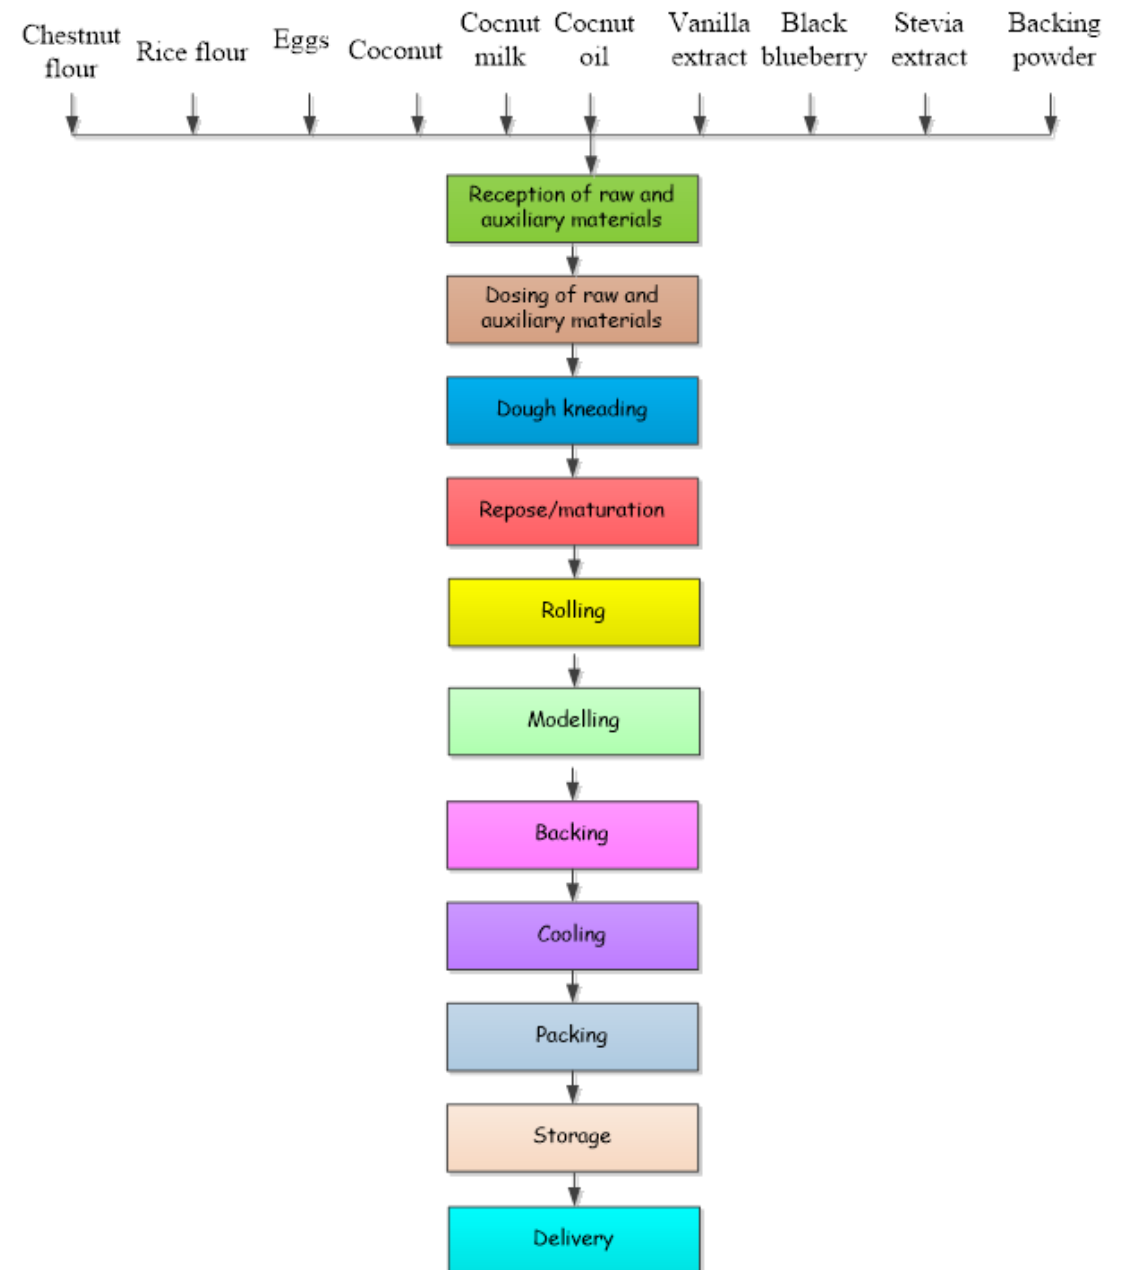 Chestnut
flour
Rice flour
Eggs
Coconut
Cocnut
milk
Cocnut
oil
Vanilla
extract
Black
blueberry
Stevia
extract
Backing
powder
Reception of raw and
auxiliary materials
Dosing of raw and
auxiliary materials
Dough kneading
Repose/maturation
Rolling
Modelling
Backing
Cooling
Packing
Storage
Delivery